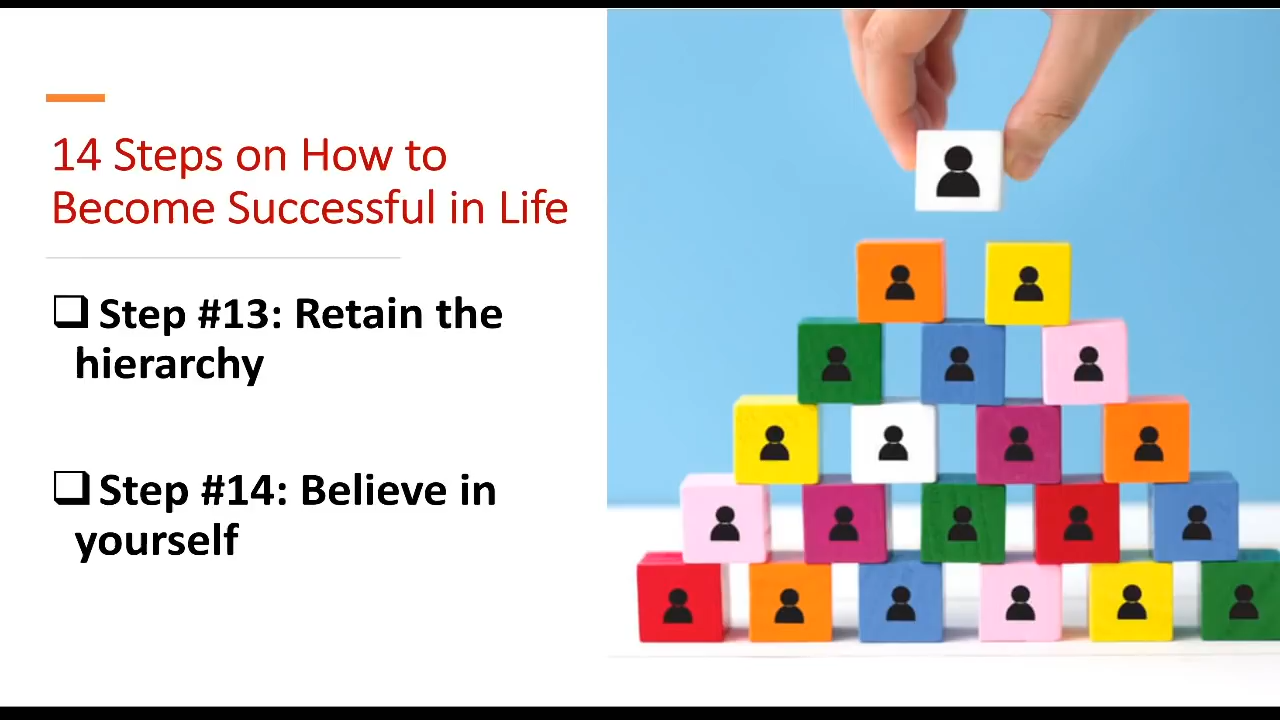 14 Steps on How to
Become Successful in Life
Step #13: Retain the
hierarchy
Step #14: Believe in
yourself